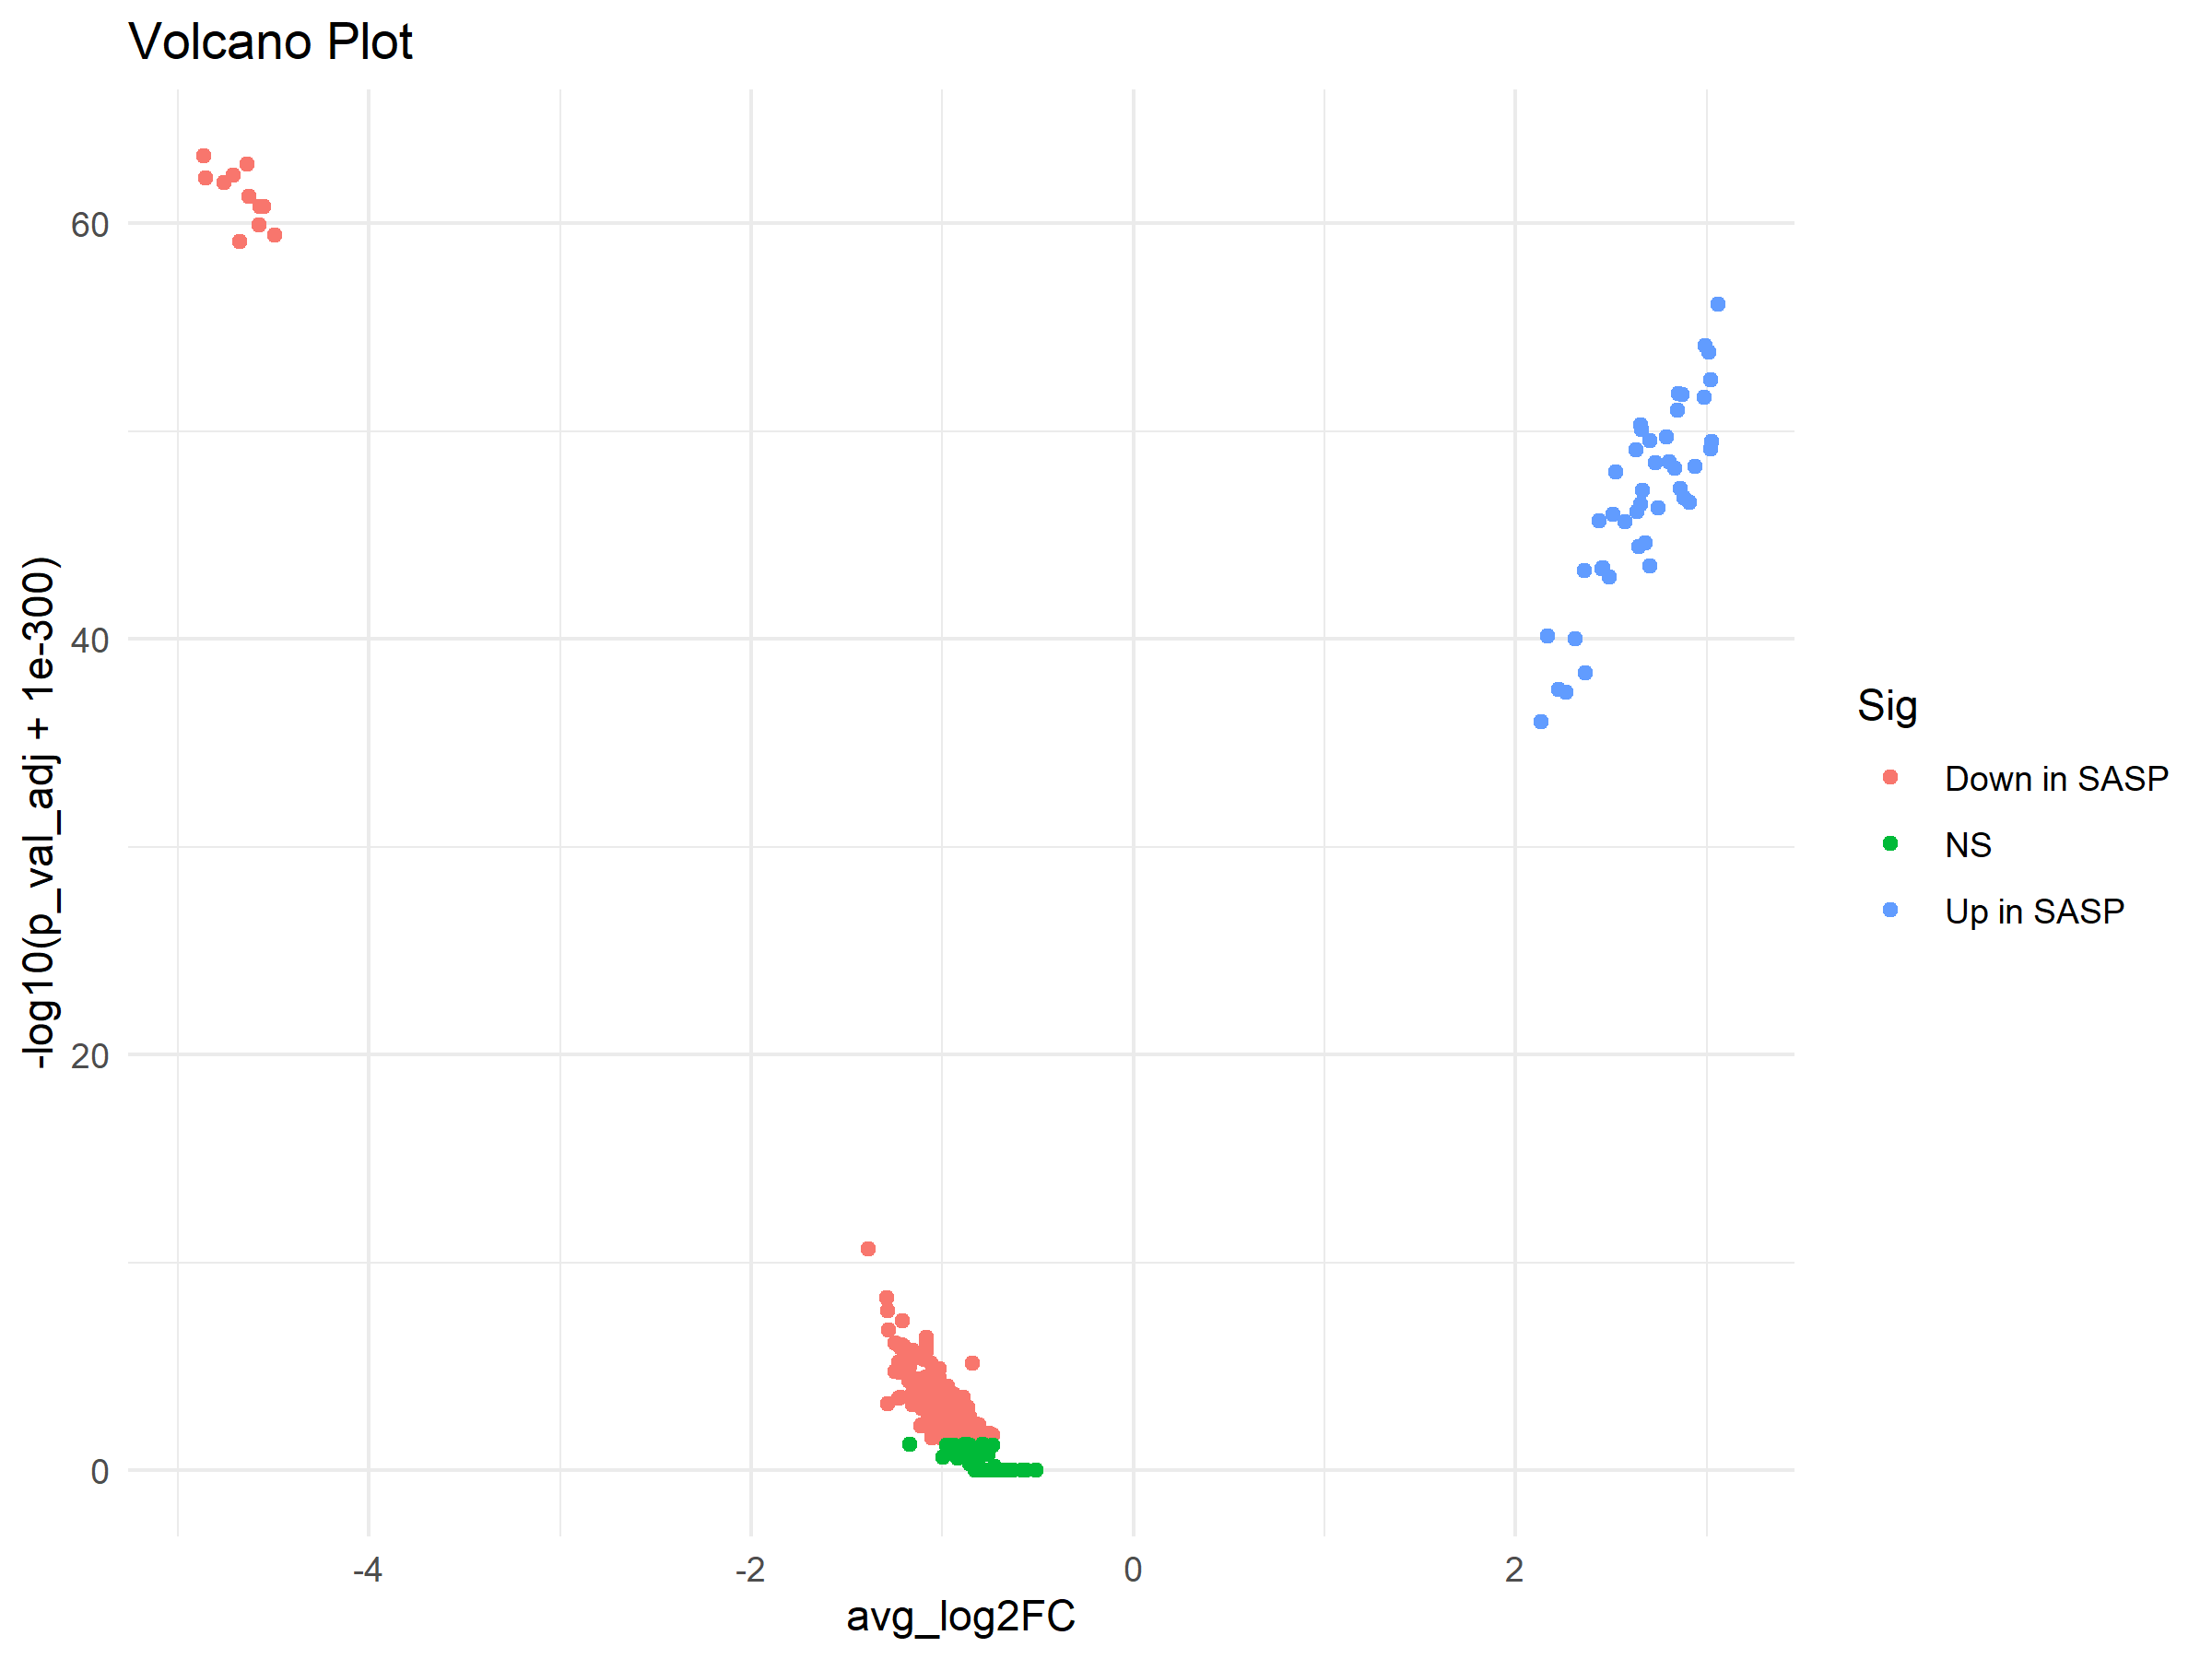 Volcano Plot
-log10(p_val_adj + 1e-300)
60
40
20
0
-4
-2
0
2
avg_log2FC
Sig
Down in SASP
NS
Up in SASP